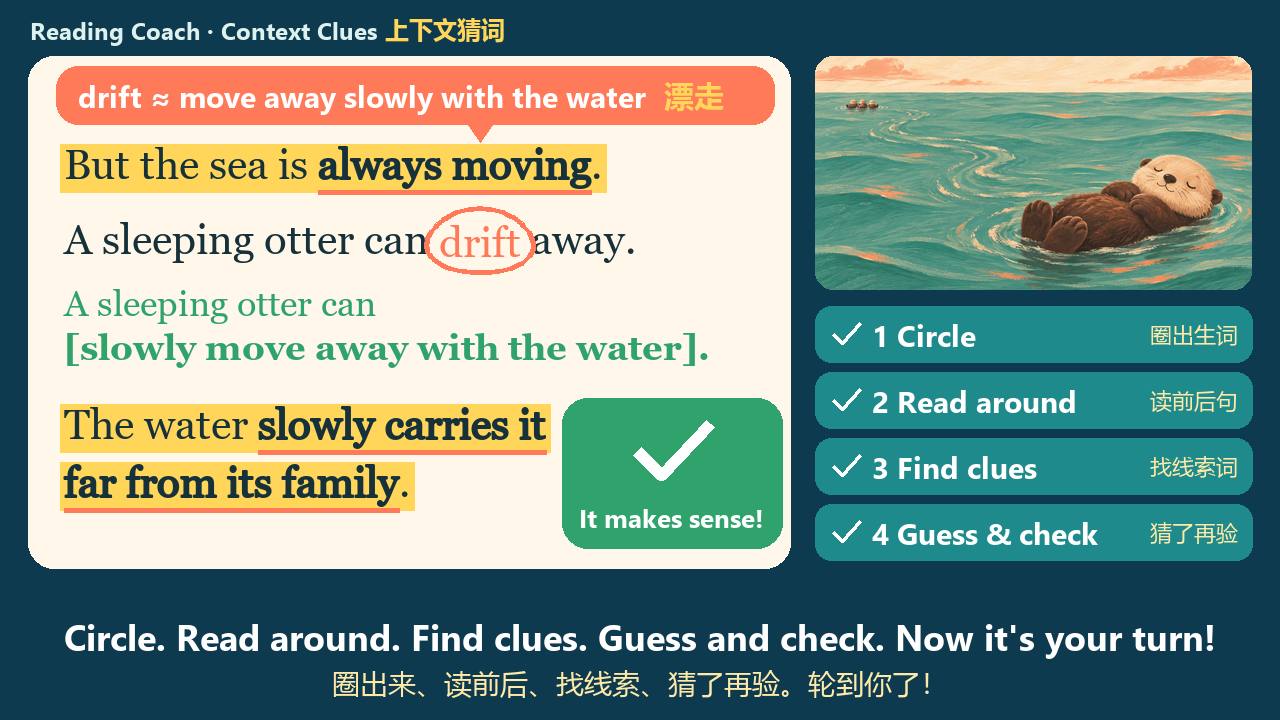 Reading Coach · Context Clues 上下文猜词
drift ≈ move away slowly with the water 漂走
But the sea is always moving.
A sleeping otter can drift away.
A sleeping otter can
[slowly move away with the water].
The water slowly carries it
far from its family.
It makes sense!
1 Circle 圈出生词
2 Read around 读前后句
3 Find clues 找线索词
4 Guess & check 猜了再验
Circle. Read around. Find clues. Guess and check. Now it's your turn!
圈出来、读前后、找线索、猜了再验。轮到你了！